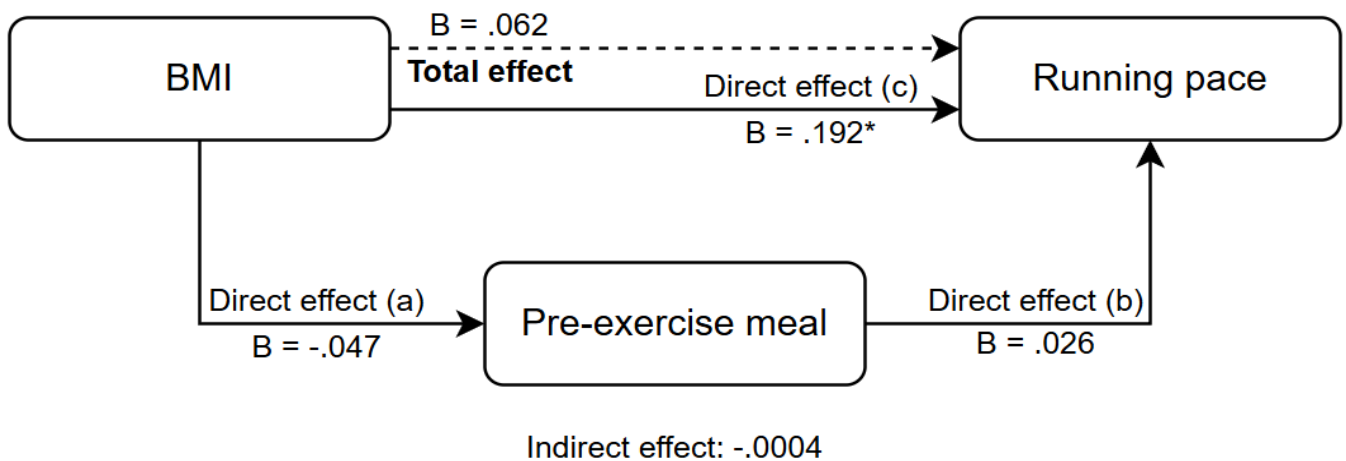 B = .062
BMI
Total effect
Running pace
Direct effect (c)
B = .192*
Direct effect (a)
B = -.047
Pre-exercise meal
Direct effect (b)
B = .026
Indirect effect: -.0004